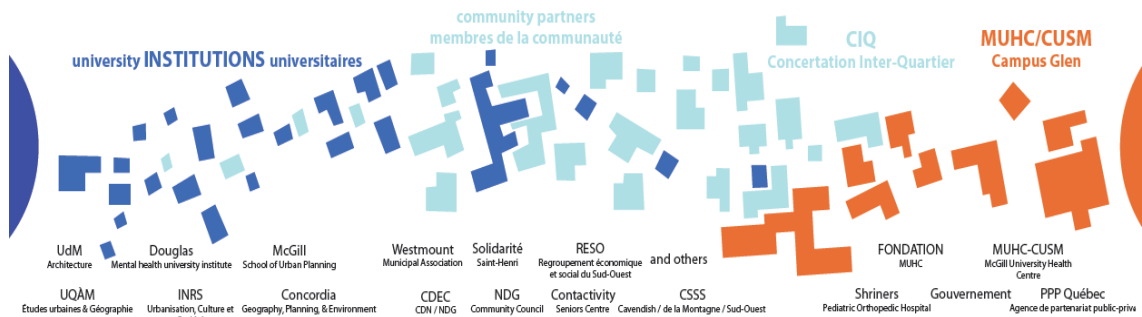 community partners
membres de la communauté
university INSTITUTIONS universitaires
CIQ
Concertation Inter-Quartier
MUHC/CUSM
Campus Glen
UdM
Architecture
Douglas
Mental health university institute
McGill
School of Urban Planning
Westmount
Municipal Association
Solidarité
Saint-Henri
RESO
Regroupement économique
et social du Sud-Ouest
and others
FONDATION
MUHC
MUHC-CUSM
McGill University Health
Centre
UQÀM
Études urbaines & Géographie
INRS
Urbanisation, Culture et
Concordia
Geography, Planning, & Environment
CDEC
CDN / NDG
NDG
Community Council
Contactivity
Seniors Centre
CSSS
Cavendish / de la Montagne / Sud-Ouest
Shriners
Pediatric Orthopedic Hospital
Gouvernement
PPP Québec
Agence de partenariat public-privé